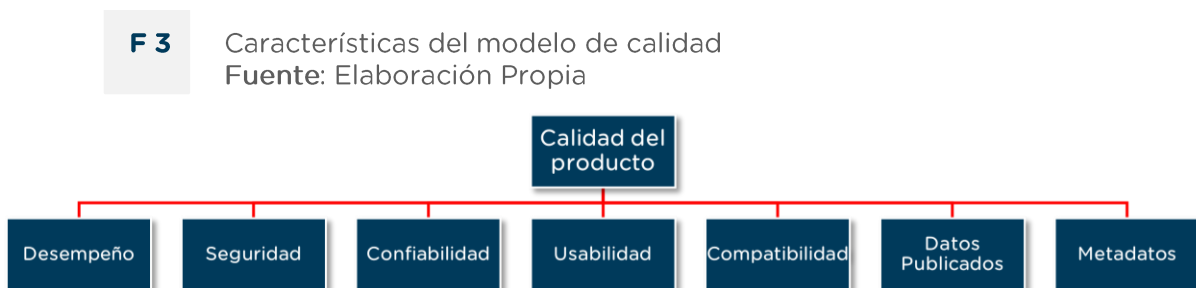 F 3
Características del modelo de calidad
Fuente: Elaboración Propia
Calidad del
producto
Desempeño
Seguridad
Confiabilidad
Usabilidad
Compatibilidad
Datos
Publicados
Metadatos